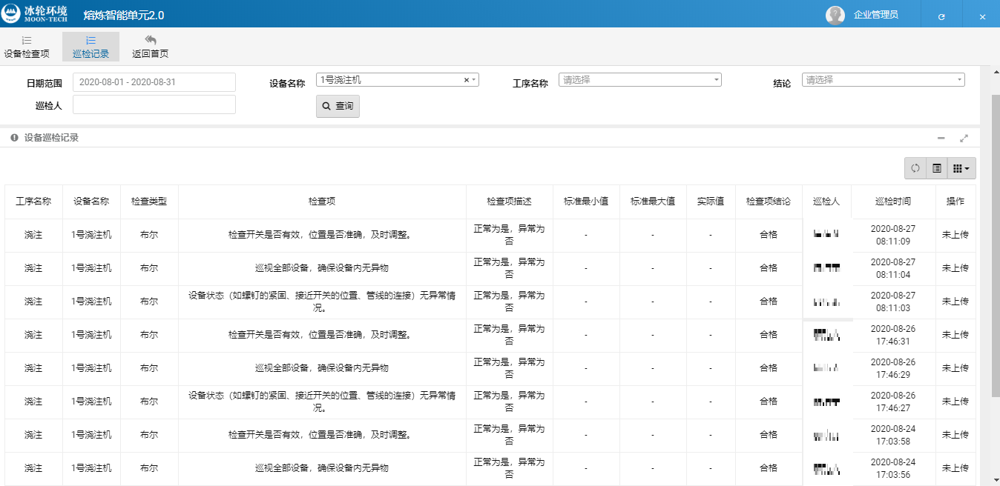 冰轮环境
MOON-TECH
熔炼智能单元2.0
企业管理员
设备检查项
巡检记录
返回首页
日期范围 2020-08-01 - 2020-08-31 设备名称 1号浇注机 工序名称 请选择 结论 请选择
巡检人 查询
设备巡检记录
工序名称 设备名称 检查类型 检查项 检查项描述 标准最小值 标准最大值 实际值 检查项结论 巡检人 巡检时间 操作
浇注 1号浇注机 布尔 检查开关是否有效，位置是否准确，及时调整。 正常为是，异常为否 - - - 合格 2020-08-27 08:11:09 未上传
浇注 1号浇注机 布尔 巡视全部设备，确保设备内无异物 正常为是，异常为否 - - - 合格 2020-08-27 08:11:04 未上传
浇注 1号浇注机 布尔 设备状态（如螺钉的紧固、接近开关的位置、管线的连接）无异常情况。 正常为是，异常为否 - - - 合格 2020-08-27 08:11:03 未上传
浇注 1号浇注机 布尔 检查开关是否有效，位置是否准确，及时调整。 正常为是，异常为否 - - - 合格 2020-08-26 17:46:31 未上传
浇注 1号浇注机 布尔 巡视全部设备，确保设备内无异物 正常为是，异常为否 - - - 合格 2020-08-26 17:46:29 未上传
浇注 1号浇注机 布尔 设备状态（如螺钉的紧固、接近开关的位置、管线的连接）无异常情况。 正常为是，异常为否 - - - 合格 2020-08-26 17:46:27 未上传
浇注 1号浇注机 布尔 检查开关是否有效，位置是否准确，及时调整。 正常为是，异常为否 - - - 合格 2020-08-24 17:03:58 未上传
浇注 1号浇注机 布尔 巡视全部设备，确保设备内无异物 正常为是，异常为否 - - - 合格 2020-08-24 17:03:56 未上传